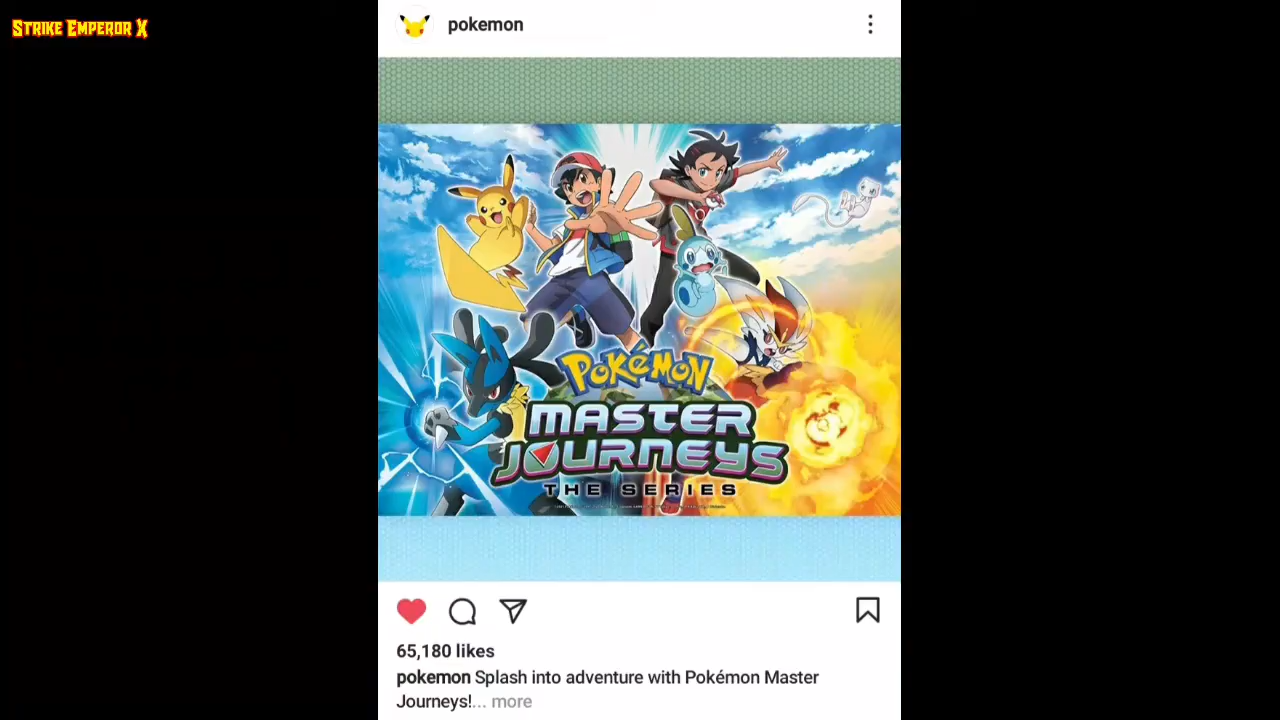 STRIKE EMPEROR X
pokemon
POKéMON
MASTER
JOURNEYS
THE SERIES
65,180 likes
pokemon Splash into adventure with Pokémon Master
Journeys!... more